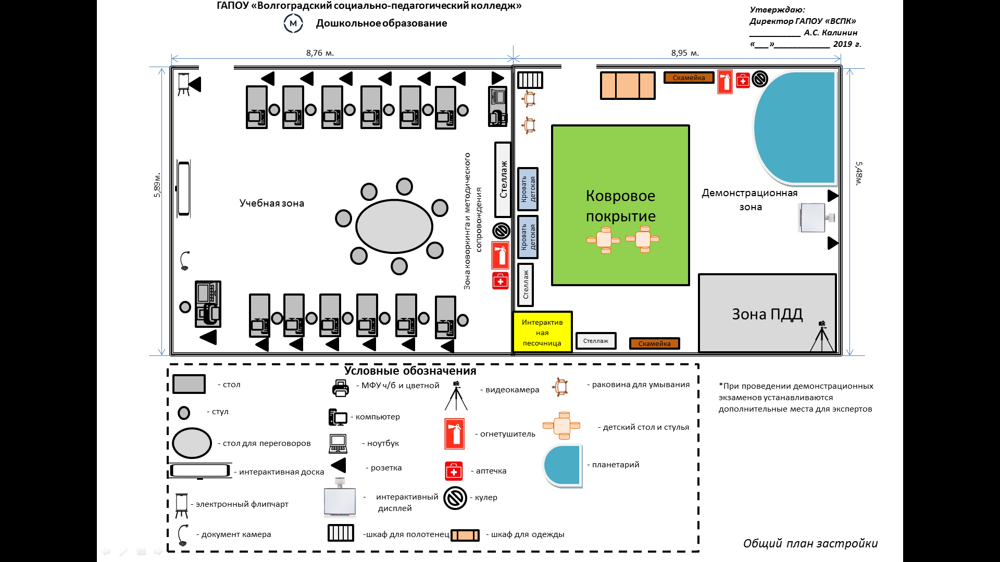 ГАПОУ «Волгоградский социально-педагогический колледж»
М
Дошкольное образование
Утверждаю:
Директор ГАПОУ «ВСПК»
____________ А.С. Калинин
«___»_____________ 2019 г.
8,76 м.
8,95 м.
5,89м.
5,48м.
Учебная зона
Зона коворкинга и методического
сопровождения
Стеллаж
Скамейка
Кровать
детская
Кровать
детская
Стеллаж
Ковровое
покрытие
Демонстрационная
зона
Зона ПДД
Интерактив
ная
песочница
Стеллаж
Скамейка
Условные обозначения
- стол
- стул
- стол для переговоров
- интерактивная доска
- электронный флипчарт
- документ камера
- МФУ ч/б и цветной
- компьютер
- ноутбук
- розетка
- интерактивный
дисплей
-шкаф для полотенец
- видеокамера
- огнетушитель
- аптечка
- кулер
- шкаф для одежды
- раковина для умывания
- детский стол и стулья
- планетарий
*При проведении демонстрационных
экзаменов устанавливаются
дополнительные места для экспертов
Общий план застройки